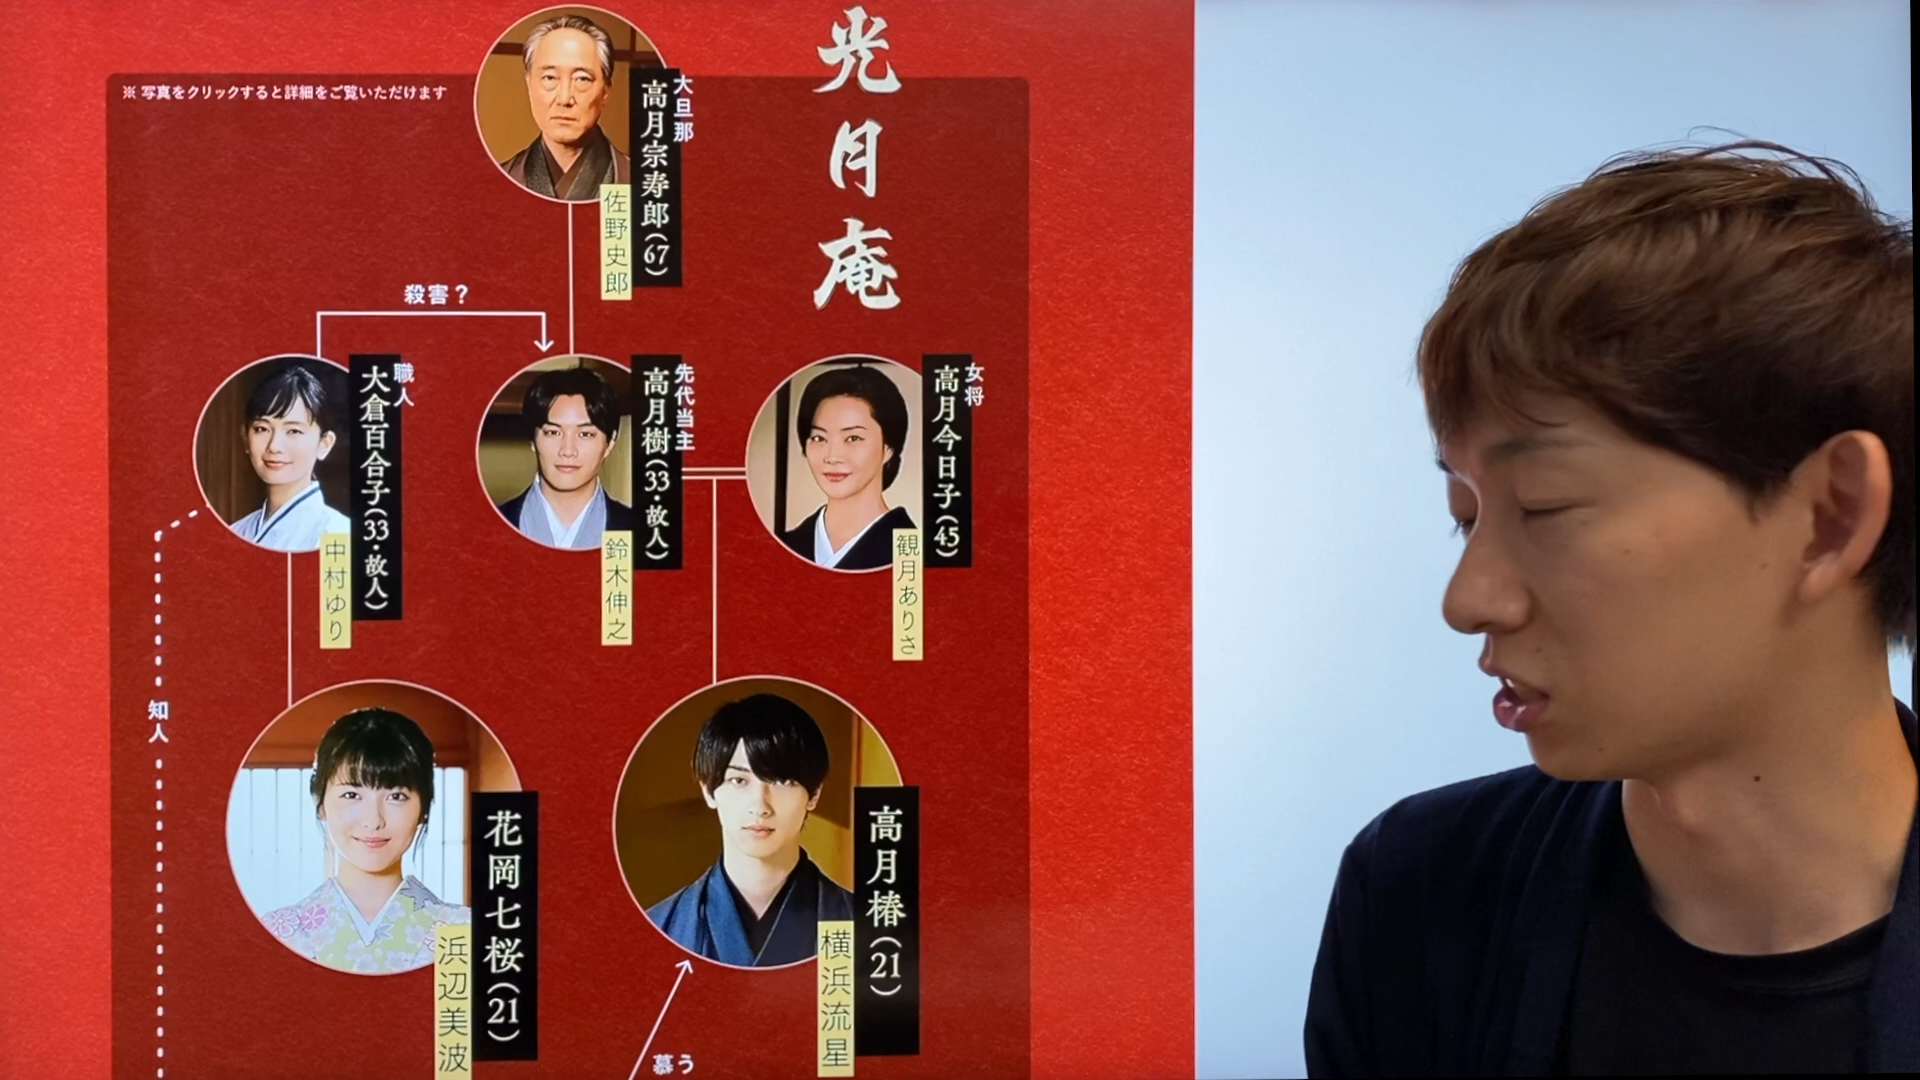 光月庵
※ 写真をクリックすると詳細をご覧いただけます
大旦那
高月宗寿郎(67)
佐野史郎
殺害？
職人
大倉百合子(33・故人)
中村ゆり
先代当主
高月樹(33・故人)
鈴木伸之
女将
高月今日子(45)
観月ありさ
知人
花岡七桜(21)
浜辺美波
高月椿(21)
横浜流星
慕う